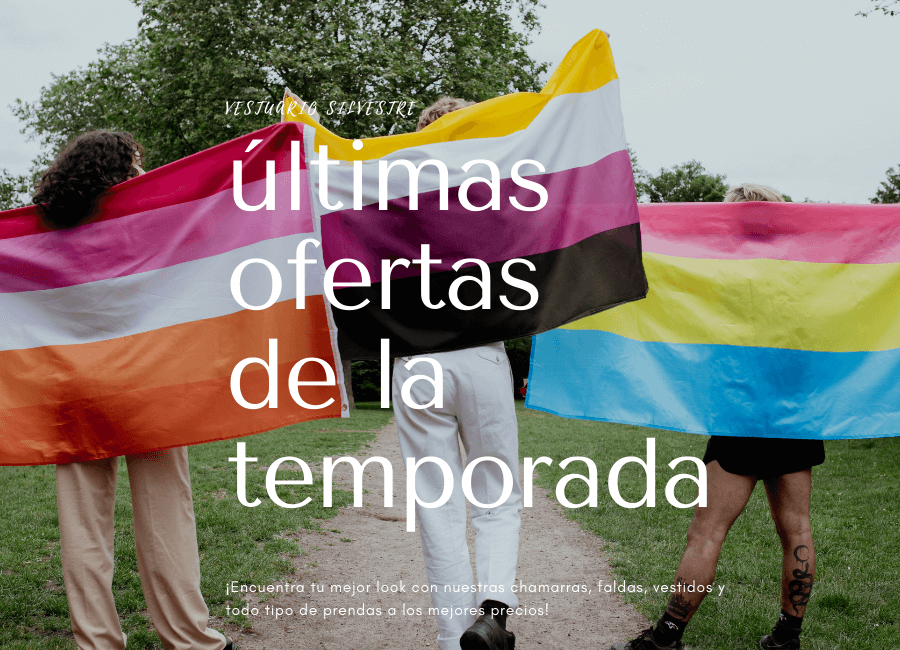 VESTUARIO SILVESTRE
últimas
ofertas
de la
temporada
¡Encuentra tu mejor look con nuestras chamarras, faldas, vestidos y
todo tipo de prendas a los mejores precios!